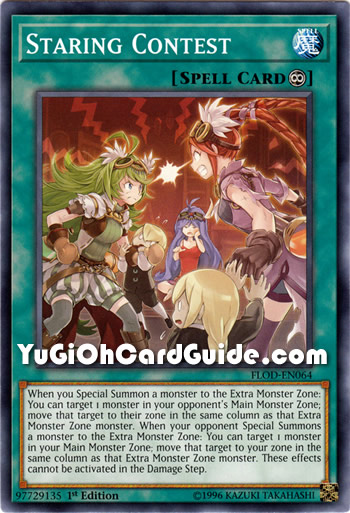 STARING CONTEST
SPELL
魔
[SPELL CARD]
YuGiOhCardGuide.com
FLOD-EN064
When you Special Summon a monster to the Extra Monster Zone:
You can target 1 monster in your opponent's Main Monster Zone;
move that target to their zone in the same column as that Extra
Monster Zone monster. When your opponent Special Summons
a monster to the Extra Monster Zone: You can target 1 monster
in your Main Monster Zone; move that target to your zone in
the same column as that Extra Monster Zone monster. These effects
cannot be activated in the Damage Step.
97729135 1st Edition ©1996 KAZUKI TAKAHASHI